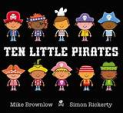 TEN LITTLE PIRATES
Mike Brownlow Simon Rickerty